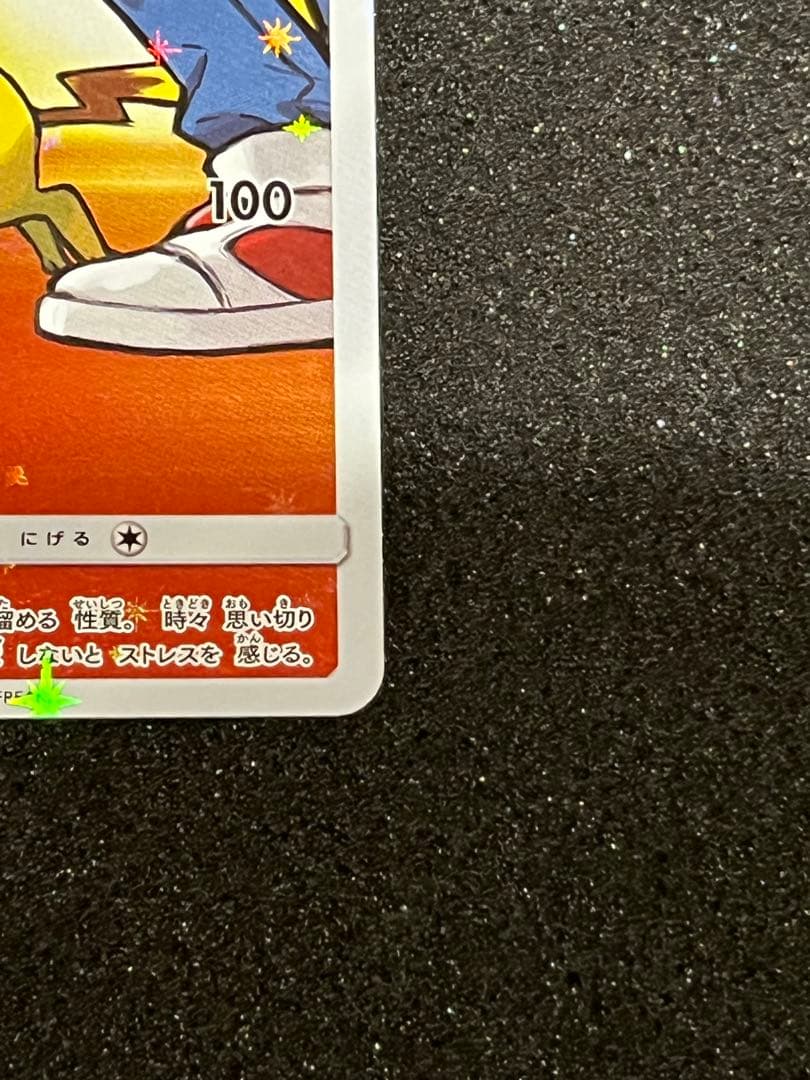 100
にげる
留める 性質。 時々 思い切り
しないと ストレスを 感じる。